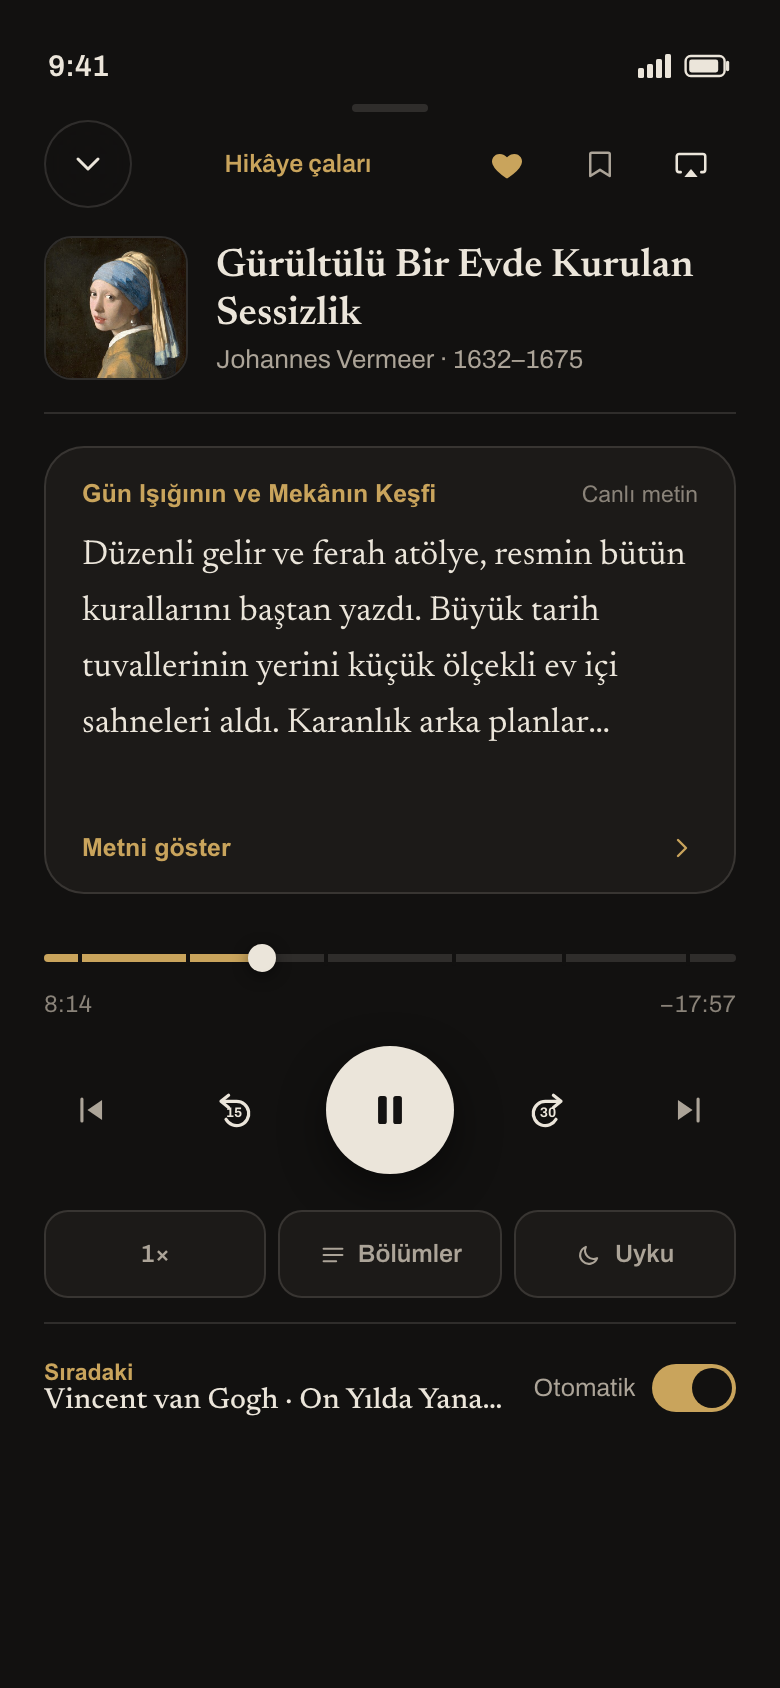 9:41
Hikâye çaları
Gürültülü Bir Evde Kurulan
Sessizlik
Johannes Vermeer · 1632–1675
Gün Işığının ve Mekânın Keşfi
Canlı metin
Düzenli gelir ve ferah atölye, resmin bütün
kurallarını baştan yazdı. Büyük tarih
tuvallerinin yerini küçük ölçekli ev içi
sahneleri aldı. Karanlık arka planlar...
Metni göster
8:14
–17:57
15
30
1×
Bölümler
Uyku
Sıradaki
Vincent van Gogh · On Yılda Yana...
Otomatik